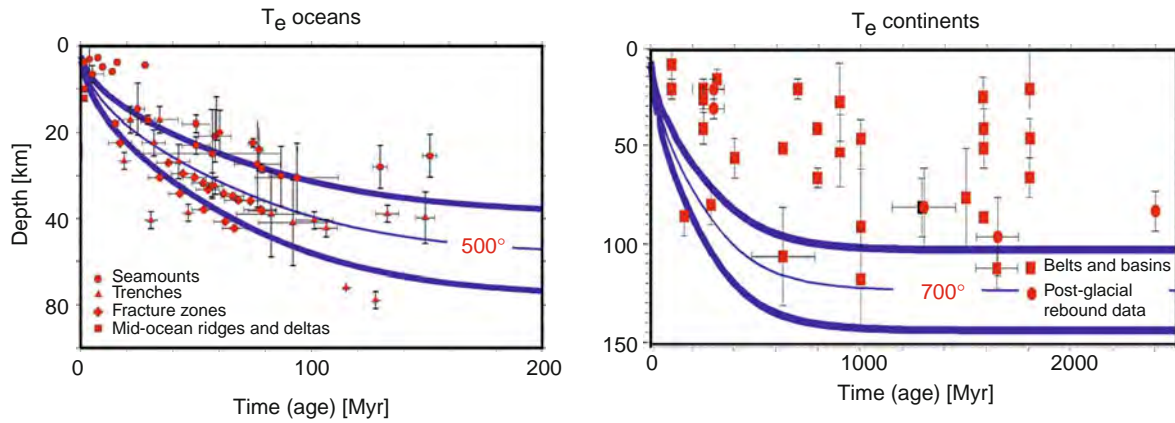 Te oceans
0
20
40
60
80
Depth [km]
500°
Seamounts
Trenches
Fracture zones
Mid-ocean ridges and deltas
0
100
200
Time (age) [Myr]
Te continents
0
50
100
150
700°
Belts and basins
Post-glacial
rebound data
0
1000
2000
Time (age) [Myr]